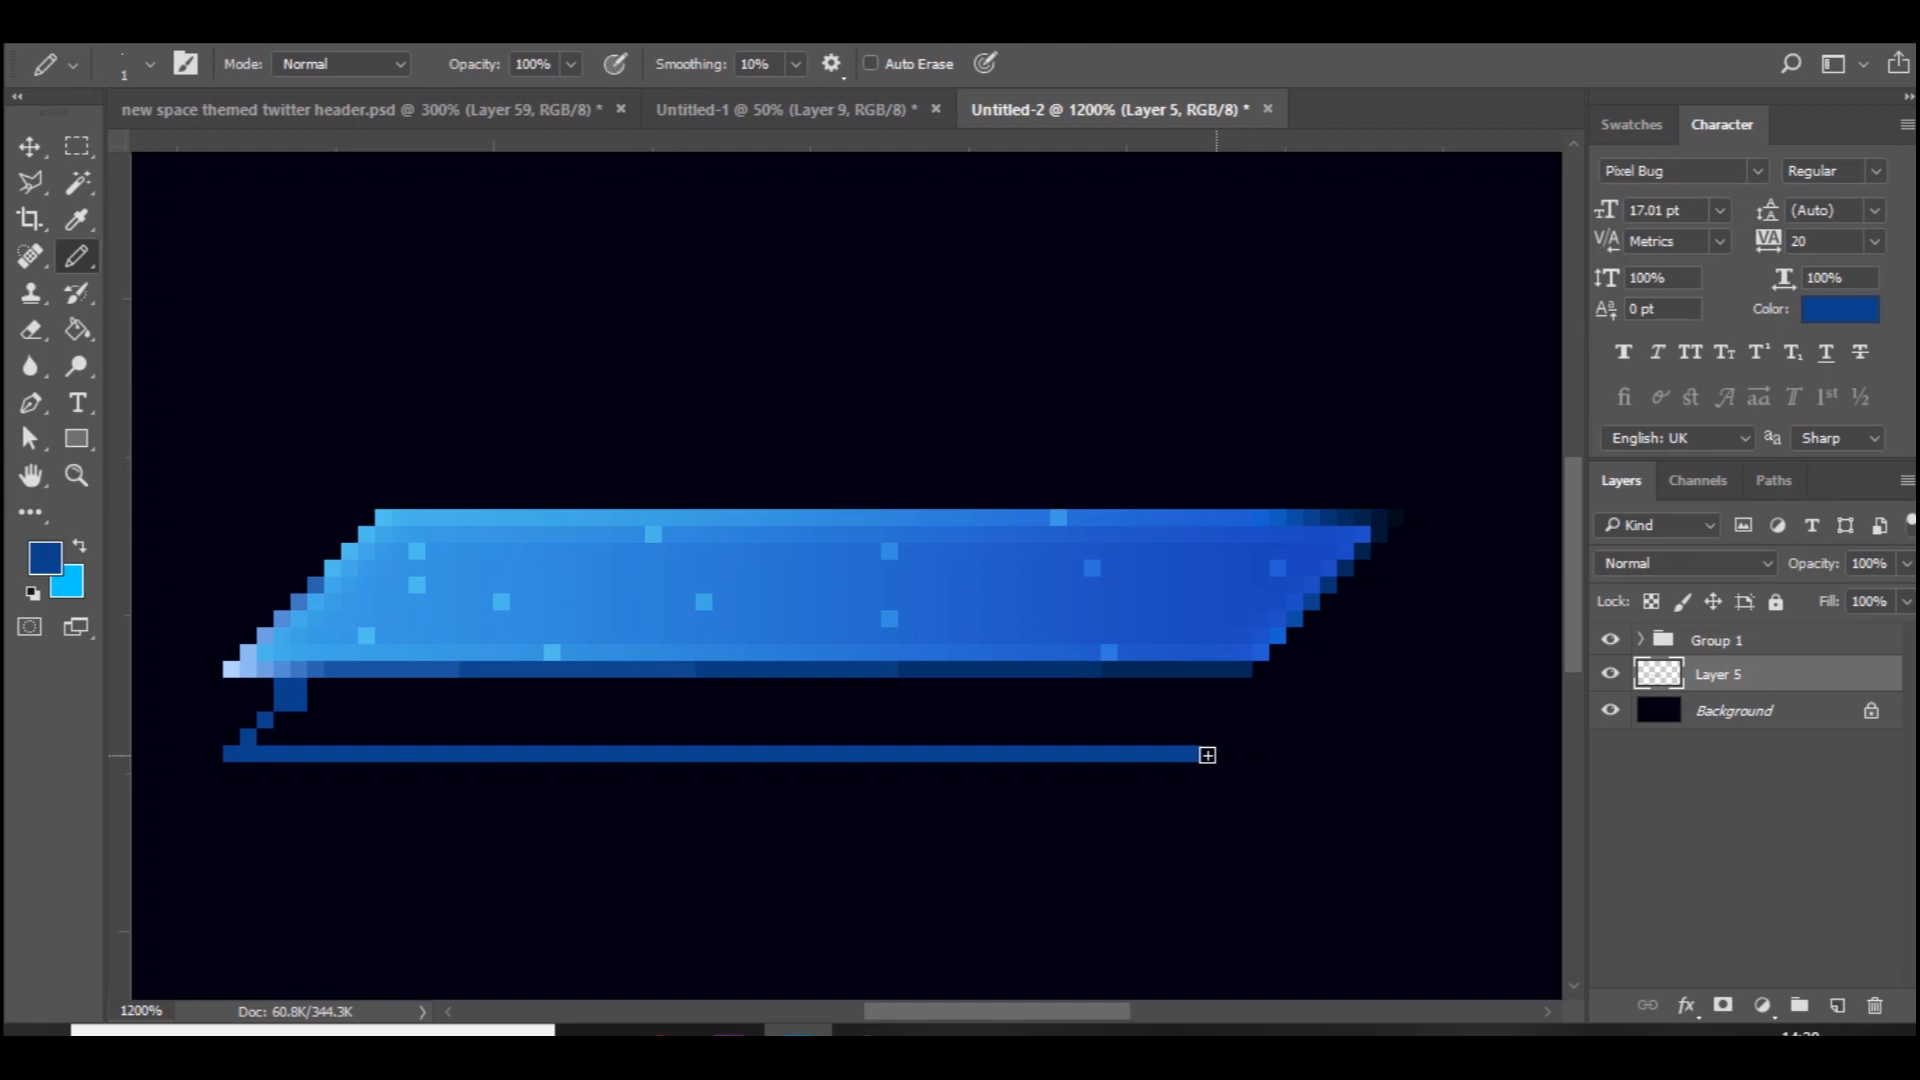 1 Mode: Normal Opacity: 100% Smoothing: 10% Auto Erase
new space themed twitter header.psd @ 300% (Layer 59, RGB/8) * × Untitled-1 @ 50% (Layer 9, RGB/8) * × Untitled-2 @ 1200% (Layer 5, RGB/8) * ×
Swatches Character
Pixel Bug Regular
17.01 pt (Auto)
Metrics 20
100% 100%
0 pt Color:
English: UK Sharp
Layers Channels Paths
Kind
Normal Opacity: 100%
Lock: Fill: 100%
Group 1
Layer 5
Background
1200% Doc: 60.8K/344.3K